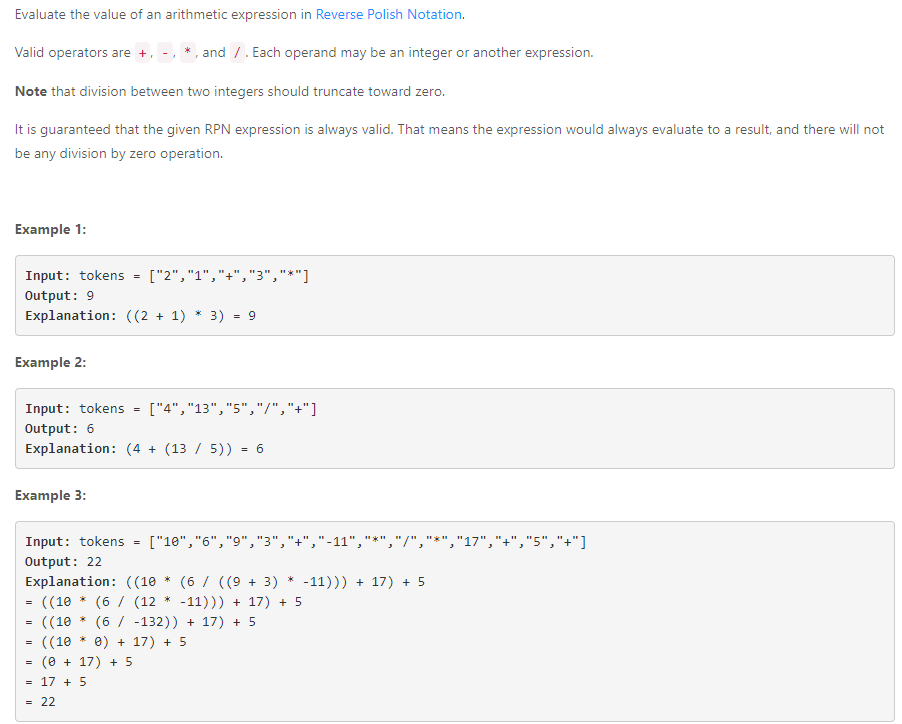 Evaluate the value of an arithmetic expression in Reverse Polish Notation.
Valid operators are +, -, *, and /. Each operand may be an integer or another expression.
Note that division between two integers should truncate toward zero.
It is guaranteed that the given RPN expression is always valid. That means the expression would always evaluate to a result, and there will not
be any division by zero operation.
Example 1:
Input: tokens = ["2","1","+","3","*"]
Output: 9
Explanation: ((2 + 1) * 3) = 9
Example 2:
Input: tokens = ["4","13","5","/","+"]
Output: 6
Explanation: (4 + (13 / 5)) = 6
Example 3:
Input: tokens = ["10","6","9","3","+","-11","*","/","*","17","+","5","+"]
Output: 22
Explanation: ((10 * (6 / ((9 + 3) * -11))) + 17) + 5
= ((10 * (6 / (12 * -11))) + 17) + 5
= ((10 * (6 / -132)) + 17) + 5
= ((10 * 0) + 17) + 5
= (0 + 17) + 5
= 17 + 5
= 22